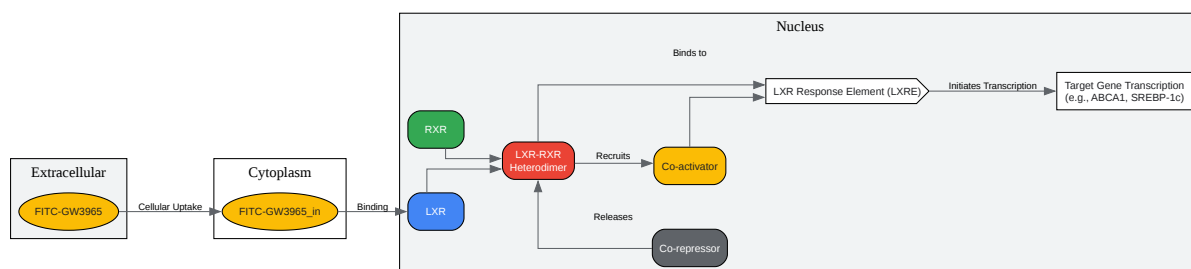 Nucleus
Binds to
LXR Response Element (LXRE)
Initiates Transcription
Target Gene Transcription
(e.g., ABCA1, SREBP-1c)
RXR
LXR-RXR
Heterodimer
Recruits
Co-activator
Extracellular
FITC-GW3965
Cellular Uptake
Cytoplasm
FITC-GW3965_in
Binding
LXR
Releases
Co-repressor